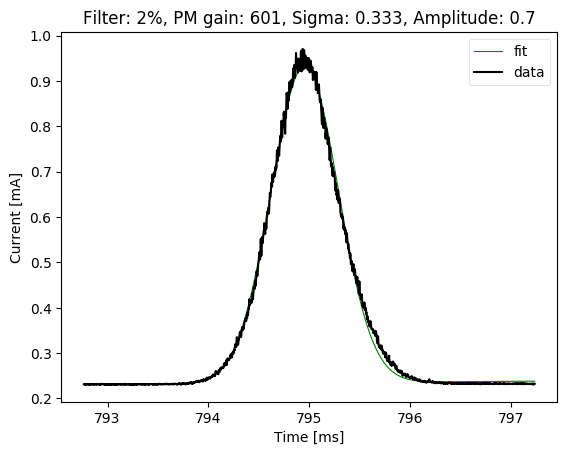 Filter: 2%, PM gain: 601, Sigma: 0.333, Amplitude: 0.7
fit
data
1.0
0.9
0.8
0.7
0.6
0.5
0.4
0.3
0.2
Current [mA]
793 794 795 796 797
Time [ms]